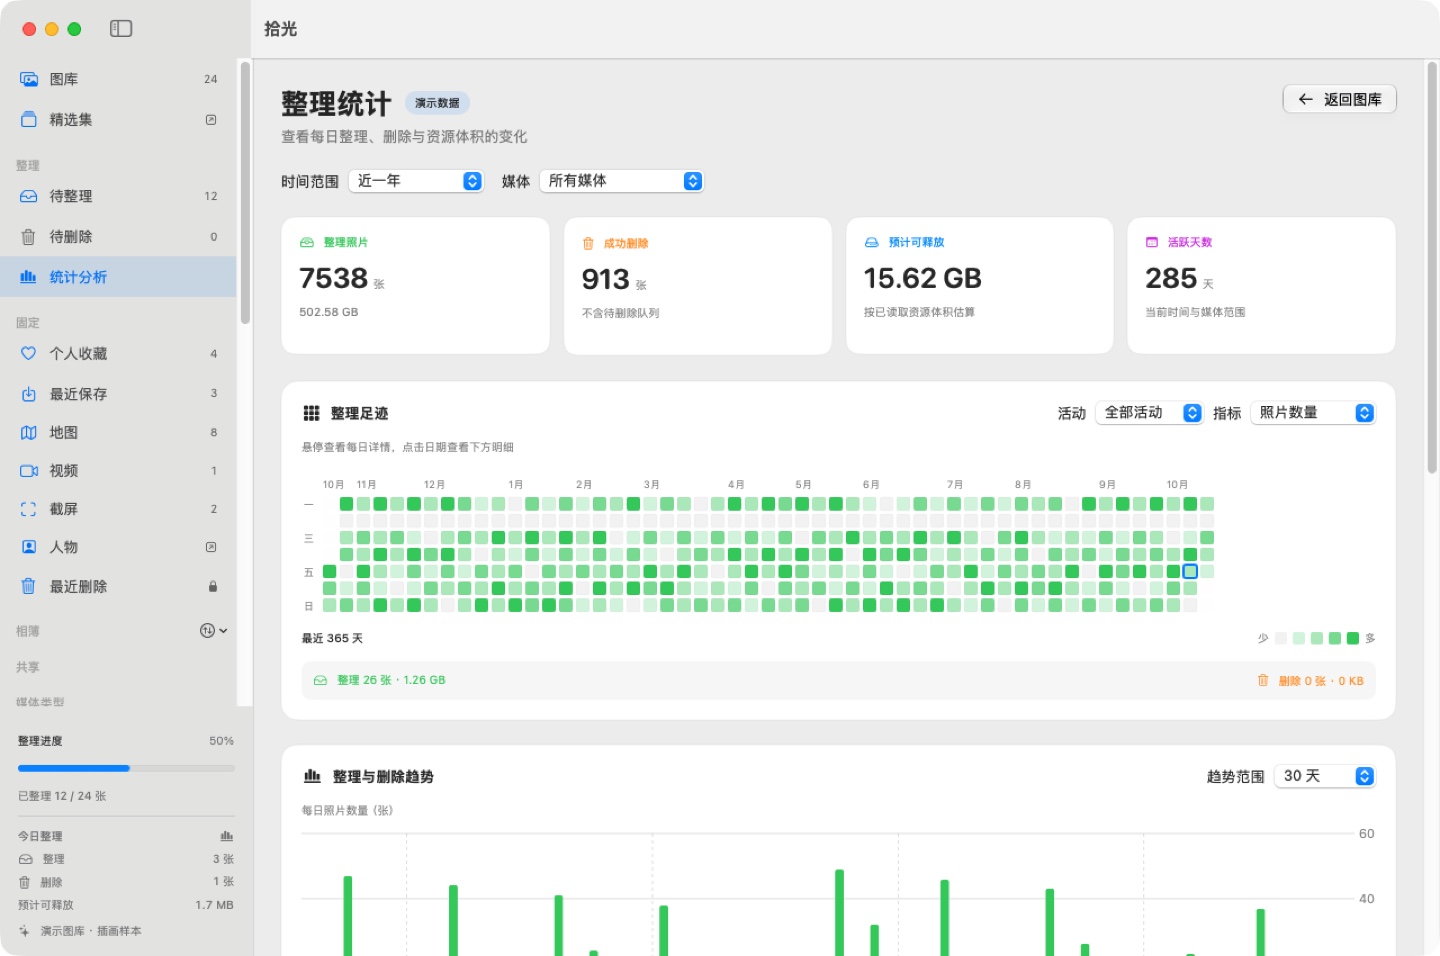 拾光
图库 24
精选集
整理
待整理 12
待删除 0
统计分析
固定
个人收藏 4
最近保存 3
地图 8
视频 1
截屏 2
人物
最近删除
相簿
共享
媒体类型
整理进度 50%
已整理 12 / 24 张
今日整理
整理 3 张
删除 1 张
预计可释放 1.7 MB
演示图库 · 插画样本
整理统计 演示数据
返回图库
查看每日整理、删除与资源体积的变化
时间范围 近一年 媒体 所有媒体
整理照片
7538 张
502.58 GB
成功删除
913 张
不含待删除队列
预计可释放
15.62 GB
按已读取资源体积估算
活跃天数
285 天
当前时间与媒体范围
整理足迹
活动 全部活动 指标 照片数量
悬停查看每日详情，点击日期查看下方明细
10月 11月 12月 1月 2月 3月 4月 5月 6月 7月 8月 9月 10月
一
三
五
日
最近 365 天
少 多
整理 26 张 · 1.26 GB
删除 0 张 · 0 KB
整理与删除趋势
趋势范围 30 天
每日照片数量（张）
60
40